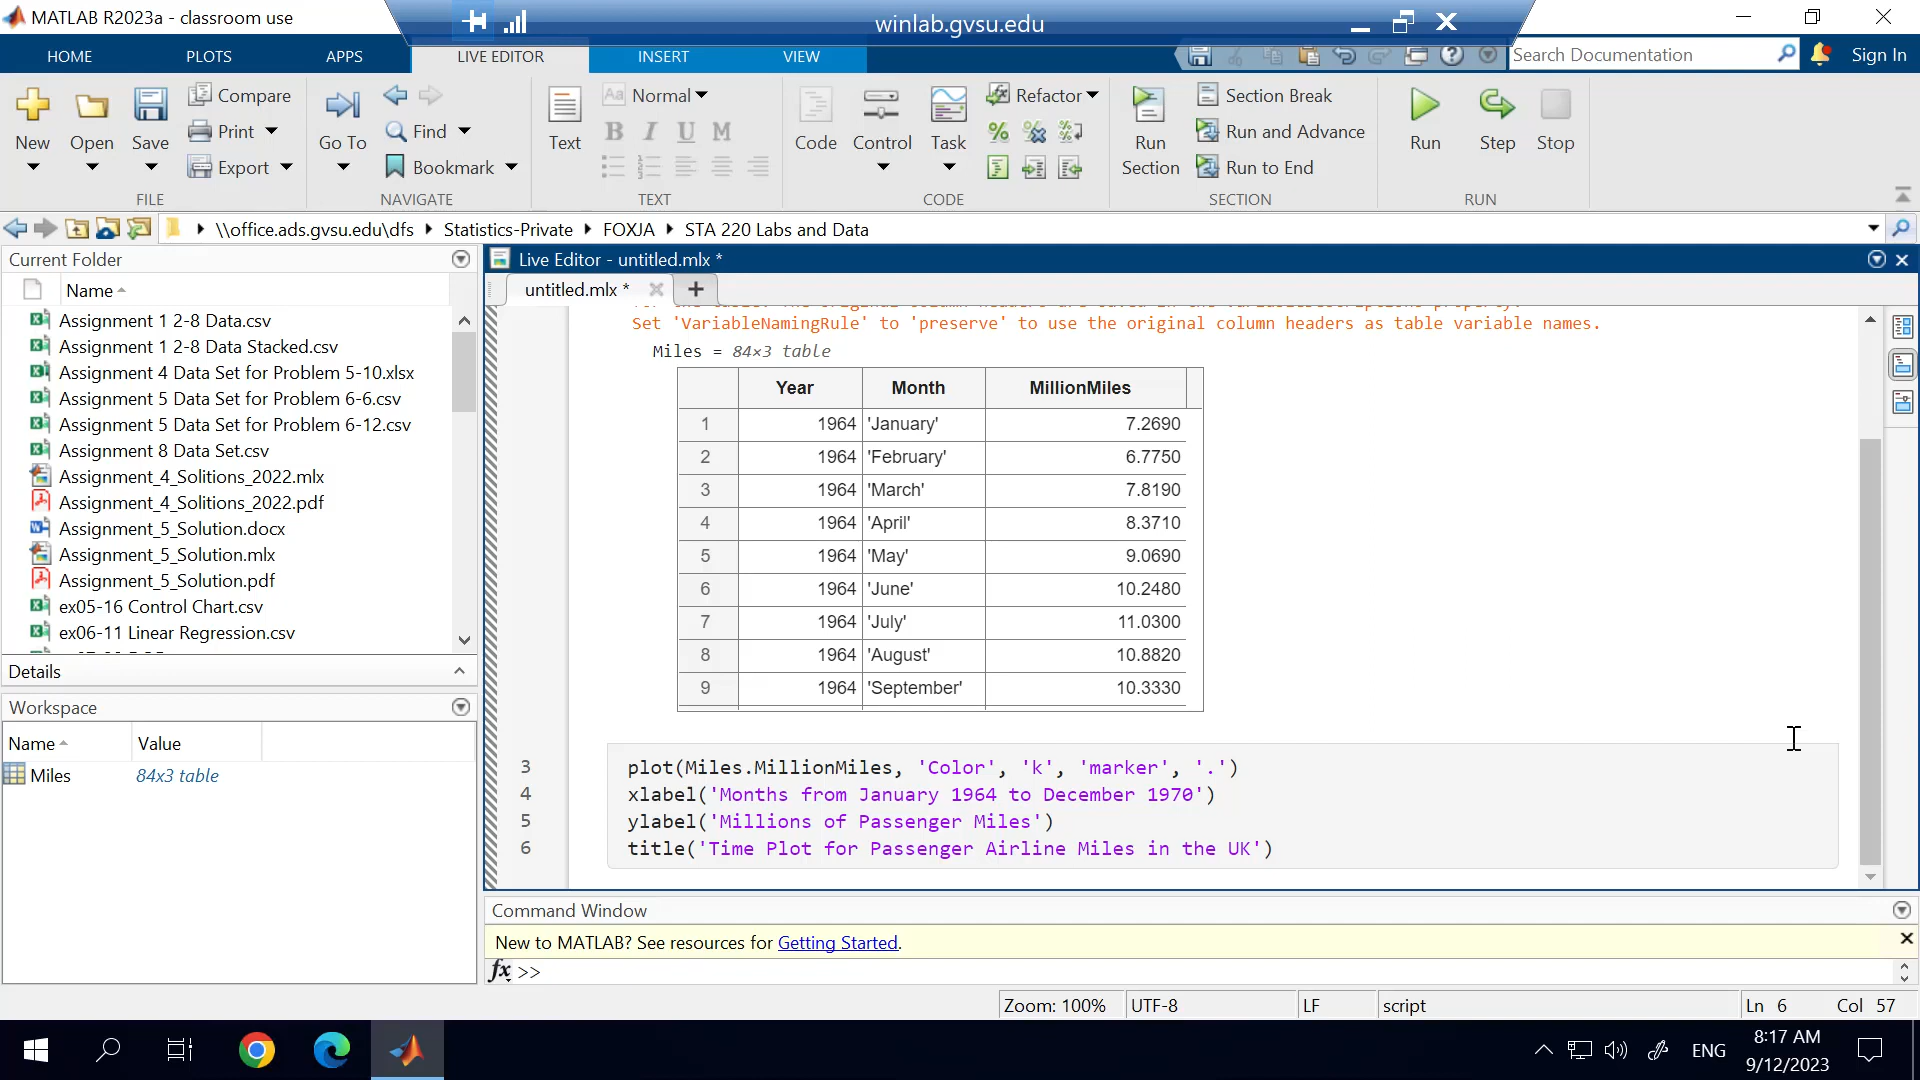 MATLAB R2023a - classroom use
winlab.gvsu.edu
HOME PLOTS APPS LIVE EDITOR INSERT VIEW
Search Documentation
Sign In
New
Open
Save
Compare
Print
Export
FILE
Go To
Find
Bookmark
NAVIGATE
Text
Aa Normal
B I U M
TEXT
Code
Control
Task
Refactor
CODE
Run
Section
Section Break
Run and Advance
Run to End
SECTION
Run
Step
Stop
RUN
\\office.ads.gvsu.edu\dfs Statistics-Private FOXJA STA 220 Labs and Data
Current Folder
Name
Assignment 1 2-8 Data.csv
Assignment 1 2-8 Data Stacked.csv
Assignment 4 Data Set for Problem 5-10.xlsx
Assignment 5 Data Set for Problem 6-6.csv
Assignment 5 Data Set for Problem 6-12.csv
Assignment 8 Data Set.csv
Assignment_4_Solitions_2022.mlx
Assignment_4_Solitions_2022.pdf
Assignment_5_Solution.docx
Assignment_5_Solution.mlx
Assignment_5_Solution.pdf
ex05-16 Control Chart.csv
ex06-11 Linear Regression.csv
Details
Workspace
Name Value
Miles 84x3 table
Live Editor - untitled.mlx *
untitled.mlx *
Set 'VariableNamingRule' to 'preserve' to use the original column headers as table variable names.
Miles = 84×3 table
Year Month MillionMiles
1 1964 'January' 7.2690
2 1964 'February' 6.7750
3 1964 'March' 7.8190
4 1964 'April' 8.3710
5 1964 'May' 9.0690
6 1964 'June' 10.2480
7 1964 'July' 11.0300
8 1964 'August' 10.8820
9 1964 'September' 10.3330
3 plot(Miles.MillionMiles, 'Color', 'k', 'marker', '.')
4 xlabel('Months from January 1964 to December 1970')
5 ylabel('Millions of Passenger Miles')
6 title('Time Plot for Passenger Airline Miles in the UK')
Command Window
New to MATLAB? See resources for Getting Started.
fx >>
Zoom: 100% UTF-8 LF script Ln 6 Col 57
ENG
8:17 AM
9/12/2023